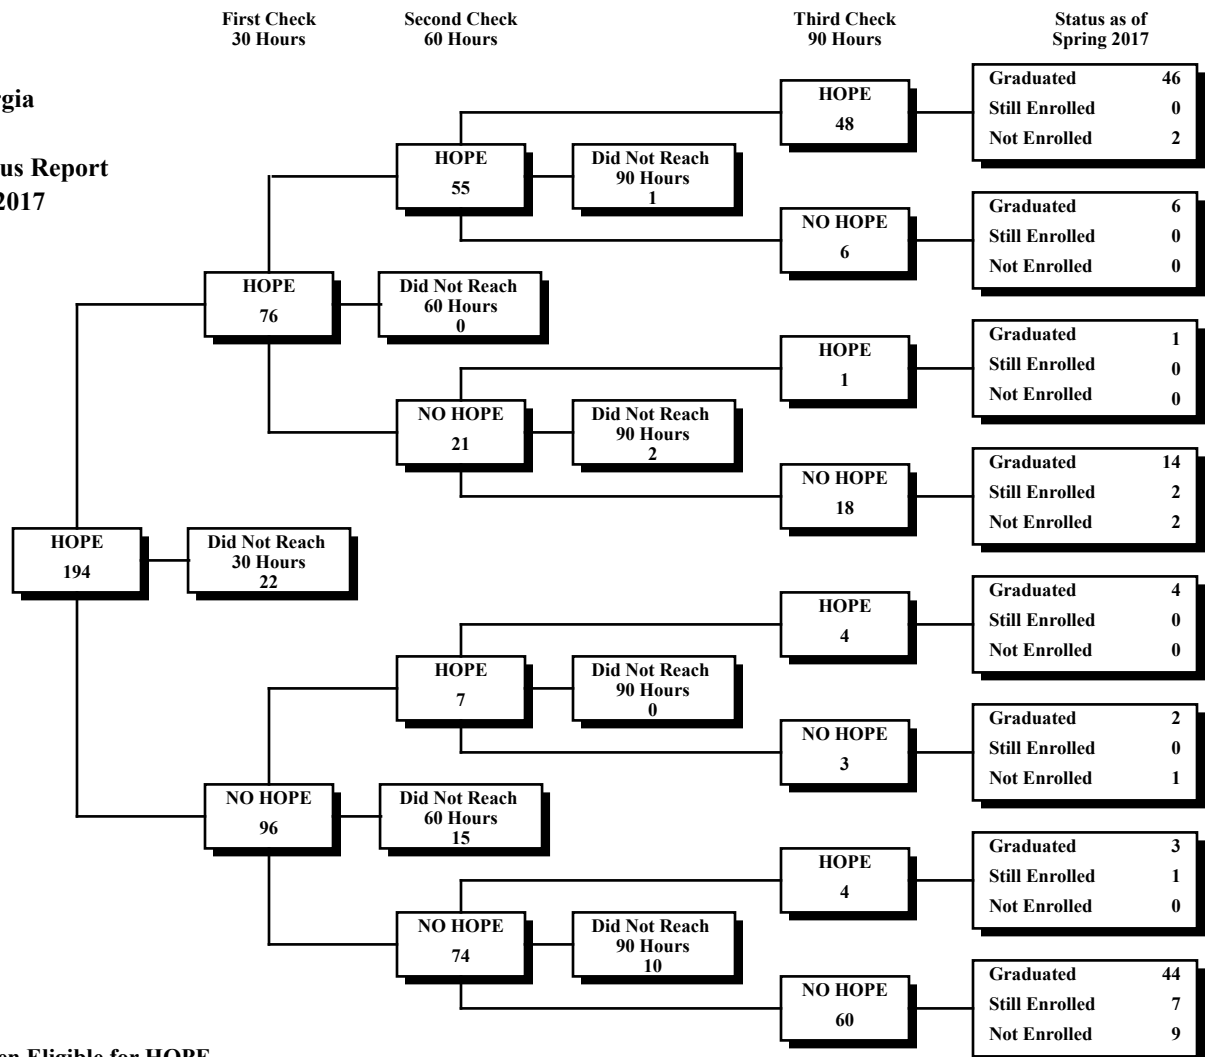 First Check
30 Hours
Second Check
60 Hours
Third Check
90 Hours
Status as of
Spring 2017
rgia
us Report
2017
HOPE
194
Did Not Reach
30 Hours
22
HOPE
76
Did Not Reach
60 Hours
0
NO HOPE
96
Did Not Reach
60 Hours
15
HOPE
55
Did Not Reach
90 Hours
1
NO HOPE
21
Did Not Reach
90 Hours
2
HOPE
7
Did Not Reach
90 Hours
0
NO HOPE
74
Did Not Reach
90 Hours
10
HOPE
48
Graduated 46
Still Enrolled 0
Not Enrolled 2
NO HOPE
6
Graduated 6
Still Enrolled 0
Not Enrolled 0
HOPE
1
Graduated 1
Still Enrolled 0
Not Enrolled 0
NO HOPE
18
Graduated 14
Still Enrolled 2
Not Enrolled 2
HOPE
4
Graduated 4
Still Enrolled 0
Not Enrolled 0
NO HOPE
3
Graduated 2
Still Enrolled 0
Not Enrolled 1
HOPE
4
Graduated 3
Still Enrolled 1
Not Enrolled 0
NO HOPE
60
Graduated 44
Still Enrolled 7
Not Enrolled 9
en Eligible for HOPE